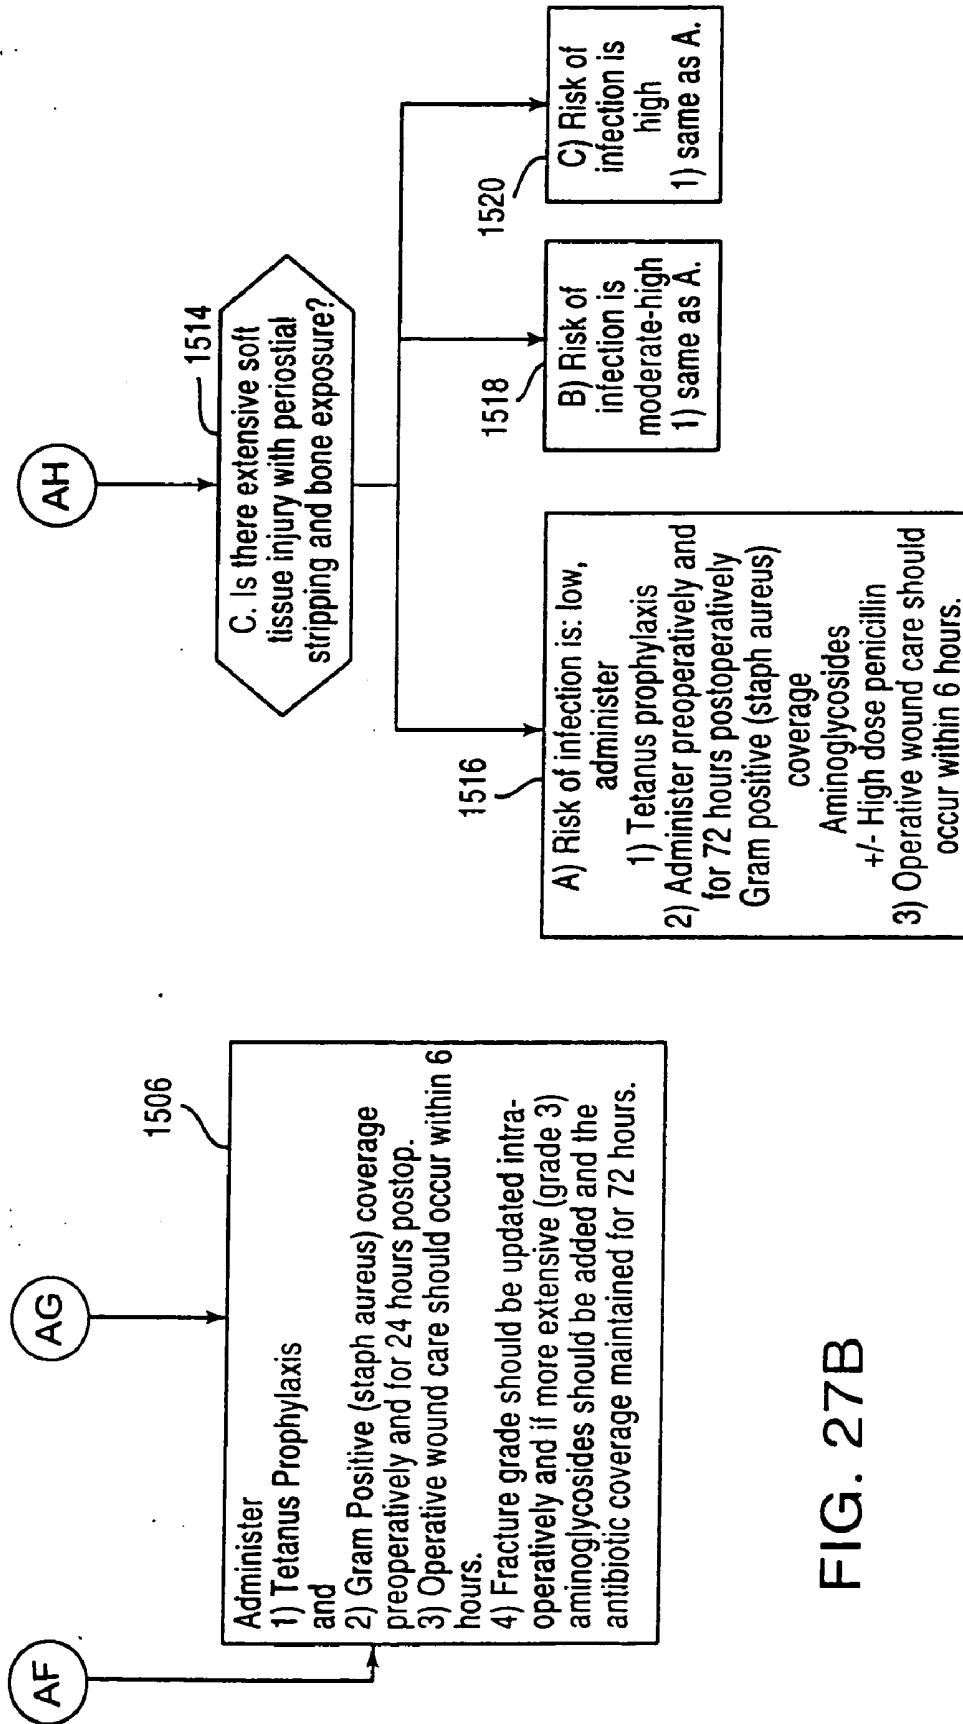 AF
AG
1506
Administer
1) Tetanus Prophylaxis
and
2) Gram Positive (staph aureus) coverage
preoperatively and for 24 hours postop.
3) Operative wound care should occur within 6
hours.
4) Fracture grade should be updated intra-
operatively and if more extensive (grade 3)
aminoglycosides should be added and the
antibiotic coverage maintained for 72 hours.
AH
1514
C. Is there extensive soft
tissue injury with periostial
stripping and bone exposure?
1516
A) Risk of infection is: low,
administer
1) Tetanus prophylaxis
2) Administer preoperatively and
for 72 hours postoperatively
Gram positive (staph aureus)
coverage
Aminoglycosides
+/- High dose penicillin
3) Operative wound care should
occur within 6 hours.
1518
B) Risk of
infection is
moderate-high
1) same as A.
1520
C) Risk of
infection is
high
1) same as A.
FIG. 27B